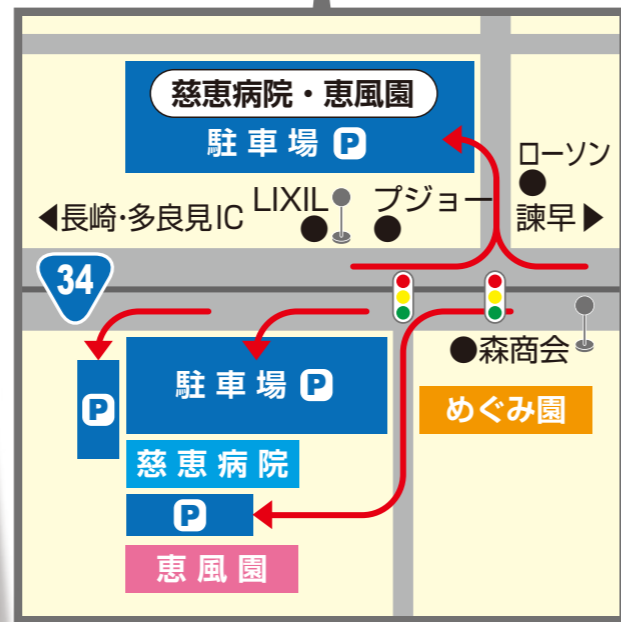 慈恵病院・恵風園
駐車場 P
ローソン
LIXIL
プジョー
◀長崎・多良見IC
諫早▶
34
森商会
駐車場 P
P
めぐみ園
慈恵病院
P
恵風園